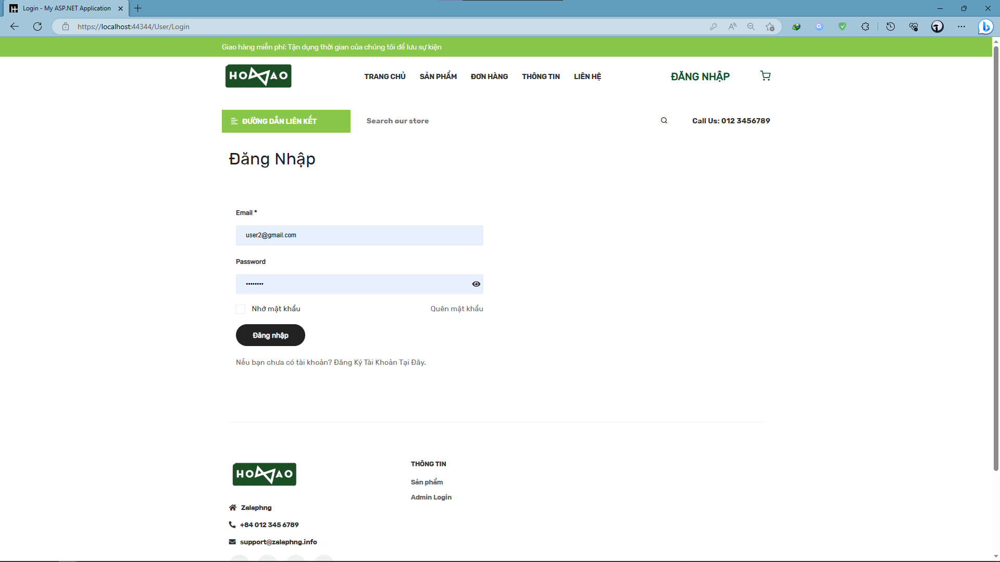 Login - My ASP.NET Application
https://localhost:44344/User/Login
Giao hàng miễn phí: Tận dụng thời gian của chúng tôi để lưu sự kiện
HOMAO TRANG CHỦ SẢN PHẨM ĐƠN HÀNG THÔNG TIN LIÊN HỆ ĐĂNG NHẬP
ĐƯỜNG DẪN LIÊN KẾT Search our store Call Us: 012 3456789
Đăng Nhập
Email *
user2@gmail.com
Password
••••••••
Nhớ mật khẩu Quên mật khẩu
Đăng nhập
Nếu bạn chưa có tài khoản? Đăng Ký Tài Khoản Tại Đây.
HOMAO
THÔNG TIN
Sản phẩm
Admin Login
Zalaphng
+84 012 345 6789
support@zalaphng.info